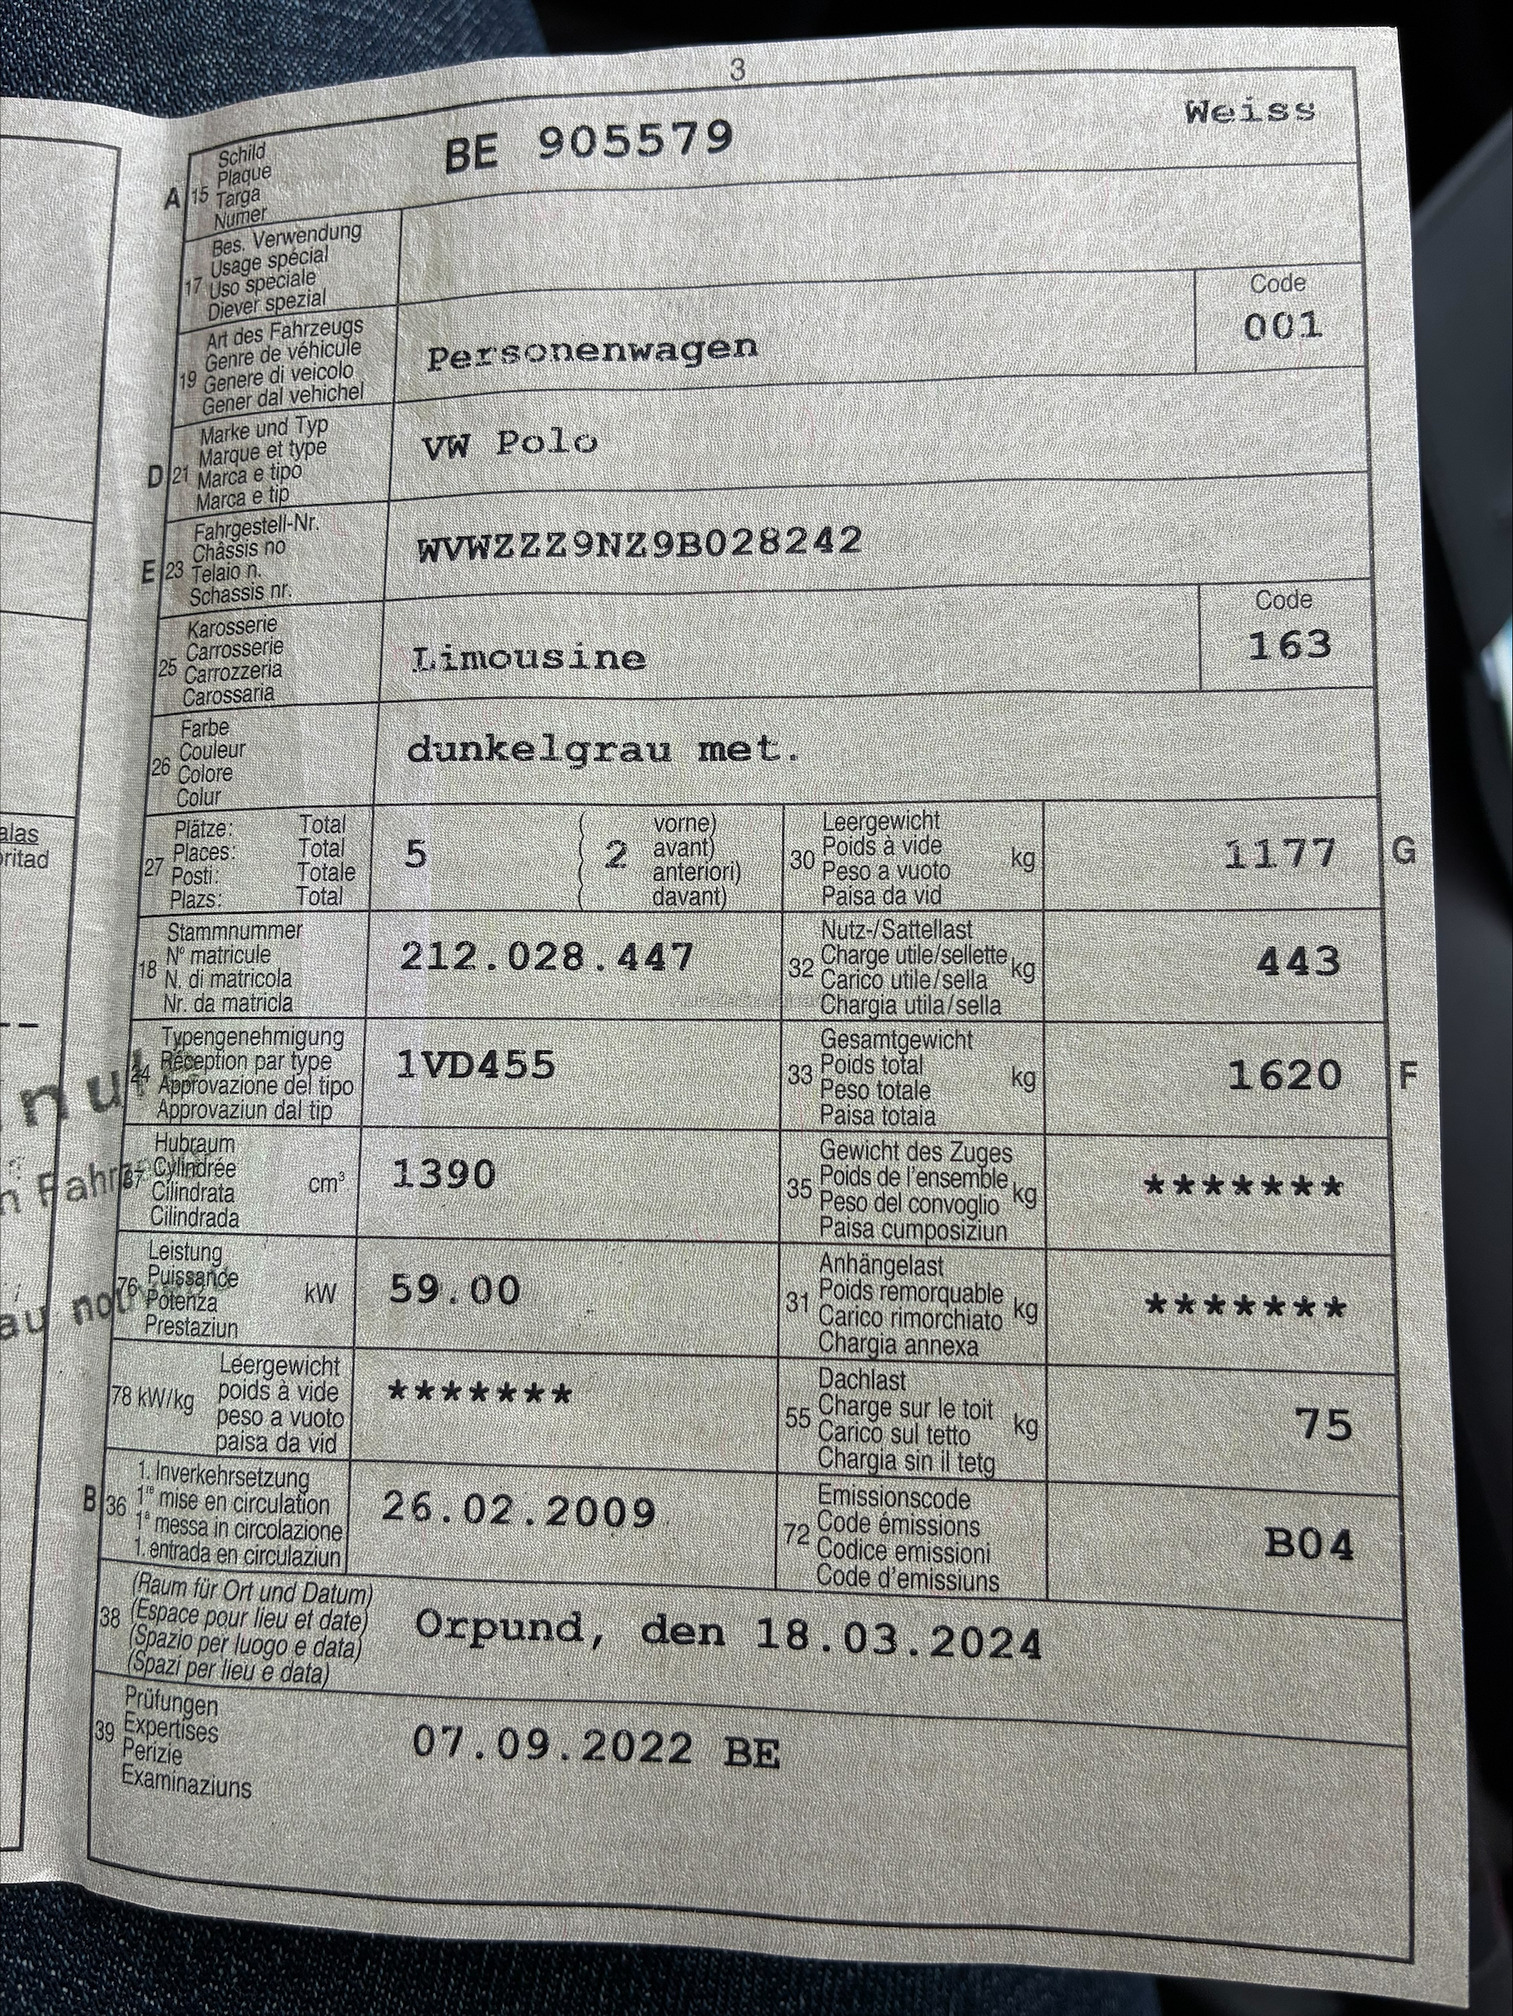 3
A 15 Schild
Plaque
Targa
Numer
BE 905579
Weiss
17 Bes. Verwendung
Usage spécial
Uso speciale
Diever spezial
19 Art des Fahrzeugs
Genre de véhicule
Genere di veicolo
Gener dal vehichel
Personenwagen
Code
001
D 21 Marke und Typ
Marque et type
Marca e tipo
Marca e tip
VW Polo
E 23 Fahrgestell-Nr.
Châssis no
Telaio n.
Schassis nr.
WVWZZZ9NZ9B028242
25 Karosserie
Carrosserie
Carrozzeria
Carossaria
Limousine
Code
163
26 Farbe
Couleur
Colore
Colur
dunkelgrau met.
27 Plätze: Total
Places: Total
Posti: Totale
Plazs: Total
5
( 2 vorne)
( avant)
( anteriori)
( davant)
30 Leergewicht
Poids à vide
Peso a vuoto
Paisa da vid
kg
1177
G
18 Stammnummer
N° matricule
N. di matricola
Nr. da matricla
212.028.447
32 Nutz-/Sattellast
Charge utile/sellette
Carico utile/sella
Chargia utila/sella
kg
443
24 Typengenehmigung
Réception par type
Approvazione del tipo
Approvaziun dal tip
1VD455
33 Gesamtgewicht
Poids total
Peso totale
Paisa totala
kg
1620
F
37 Hubraum
Cylindrée
Cilindrata
Cilindrada
cm³
1390
35 Gewicht des Zuges
Poids de l'ensemble
Peso del convoglio
Paisa cumposiziun
kg
*******
76 Leistung
Puissance
Potenza
Prestaziun
kW
59.00
31 Anhängelast
Poids remorquable
Carico rimorchiato
Chargia annexa
kg
*******
78 kW/kg Leergewicht
poids à vide
peso a vuoto
paisa da vid
*******
55 Dachlast
Charge sur le toit
Carico sul tetto
Chargia sin il tetg
kg
75
B 36 1. Inverkehrsetzung
1re mise en circulation
1a messa in circolazione
1. entrada en circulaziun
26.02.2009
72 Emissionscode
Code émissions
Codice emissioni
Code d'emissiuns
B04
38 (Raum für Ort und Datum)
(Espace pour lieu et date)
(Spazio per luogo e data)
(Spazi per lieu e data)
Orpund, den 18.03.2024
39 Prüfungen
Expertises
Perizie
Examinaziuns
07.09.2022 BE
alas
oritad